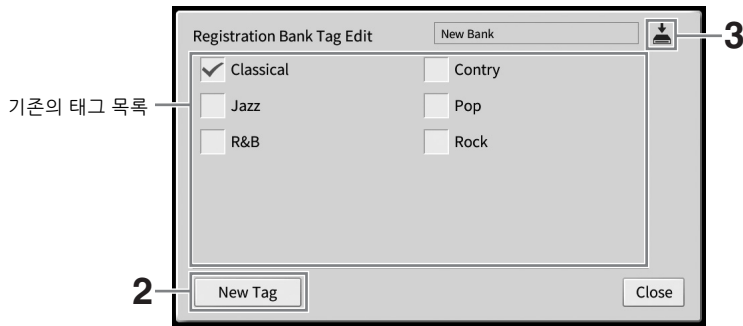 Registration Bank Tag Edit New Bank 3
Classical Contry
기존의 태그 목록 Jazz Pop
R&B Rock
2 New Tag Close